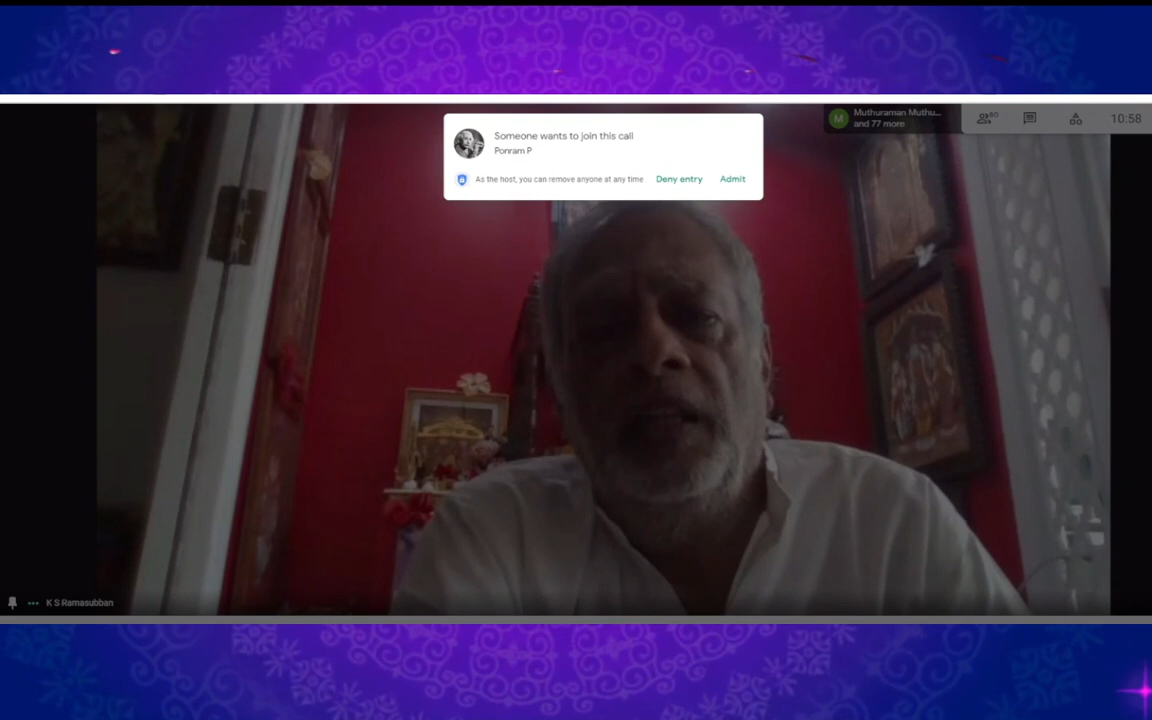 Someone wants to join this call
Ponram P
As the host, you can remove anyone at any time
Deny entry
Admit
M
Muthuraman Muthu...
and 77 more
80
10:58
K S Ramasubban